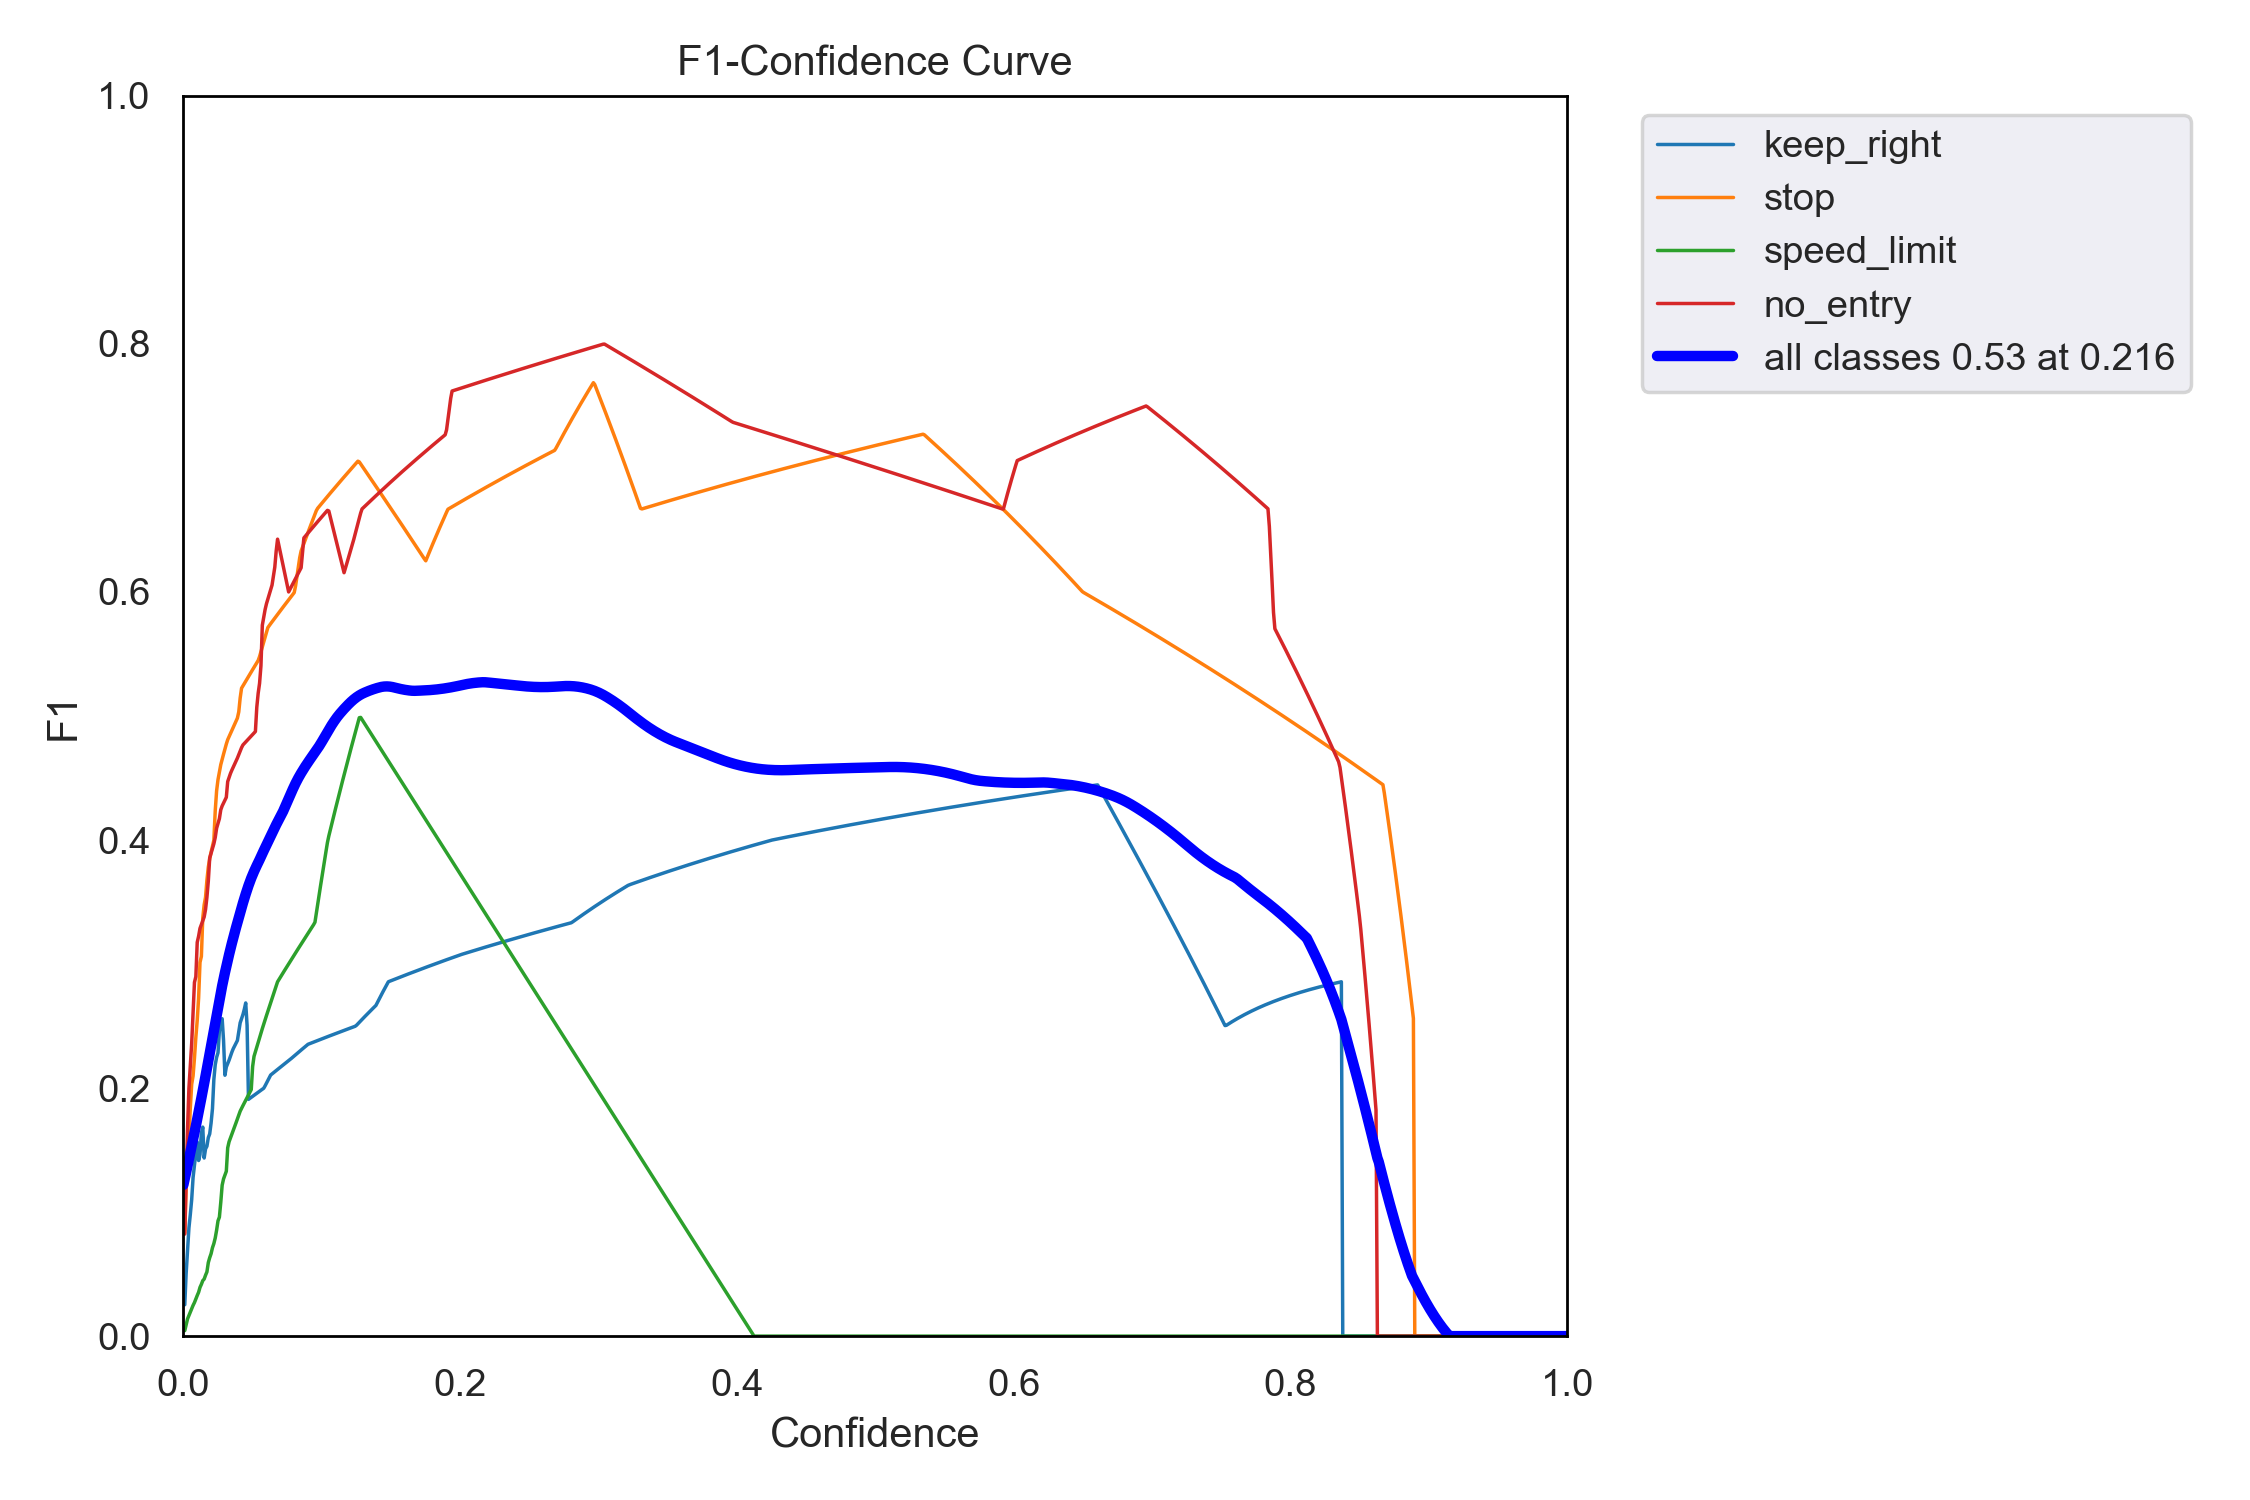 F1-Confidence Curve
1.0
0.8
0.6
0.4
0.2
0.0
F1
0.0 0.2 0.4 0.6 0.8 1.0
Confidence
keep_right
stop
speed_limit
no_entry
all classes 0.53 at 0.216